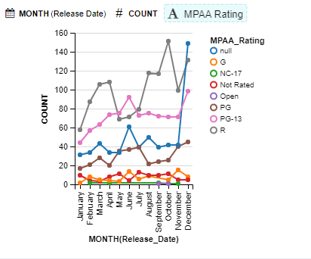 MONTH (Release Date) # COUNT A MPAA Rating
160
140
120
100
80
60
40
20
0
COUNT
January
February
March
April
May
June
July
August
September
October
November
December
MONTH(Release_Date)
MPAA_Rating
null
G
NC-17
Not Rated
Open
PG
PG-13
R